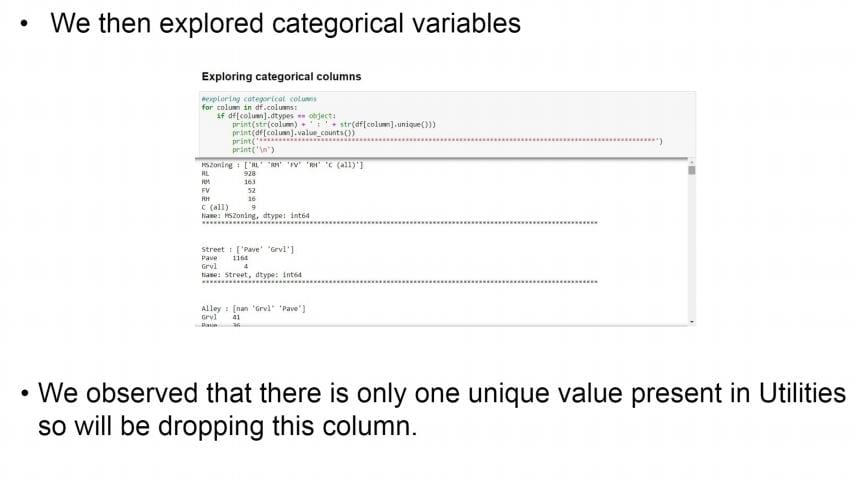 • We then explored categorical variables
Exploring categorical columns
#exploring categorical columns
for column in df.columns:
if df[column].dtypes == object:
print(str(column) + ' : ' + str(df[column].unique()))
print(df[column].value_counts())
print('****************************************************************************************************')
print('\n')
MSZoning : ['RL' 'RM' 'FV' 'RH' 'C (all)']
RL 928
RM 163
FV 52
RH 16
C (all) 9
Name: MSZoning, dtype: int64
****************************************************************************************************
Street : ['Pave' 'Grvl']
Pave 1164
Grvl 4
Name: Street, dtype: int64
****************************************************************************************************
Alley : [nan 'Grvl' 'Pave']
Grvl 41
Pave 36
• We observed that there is only one unique value present in Utilities
so will be dropping this column.